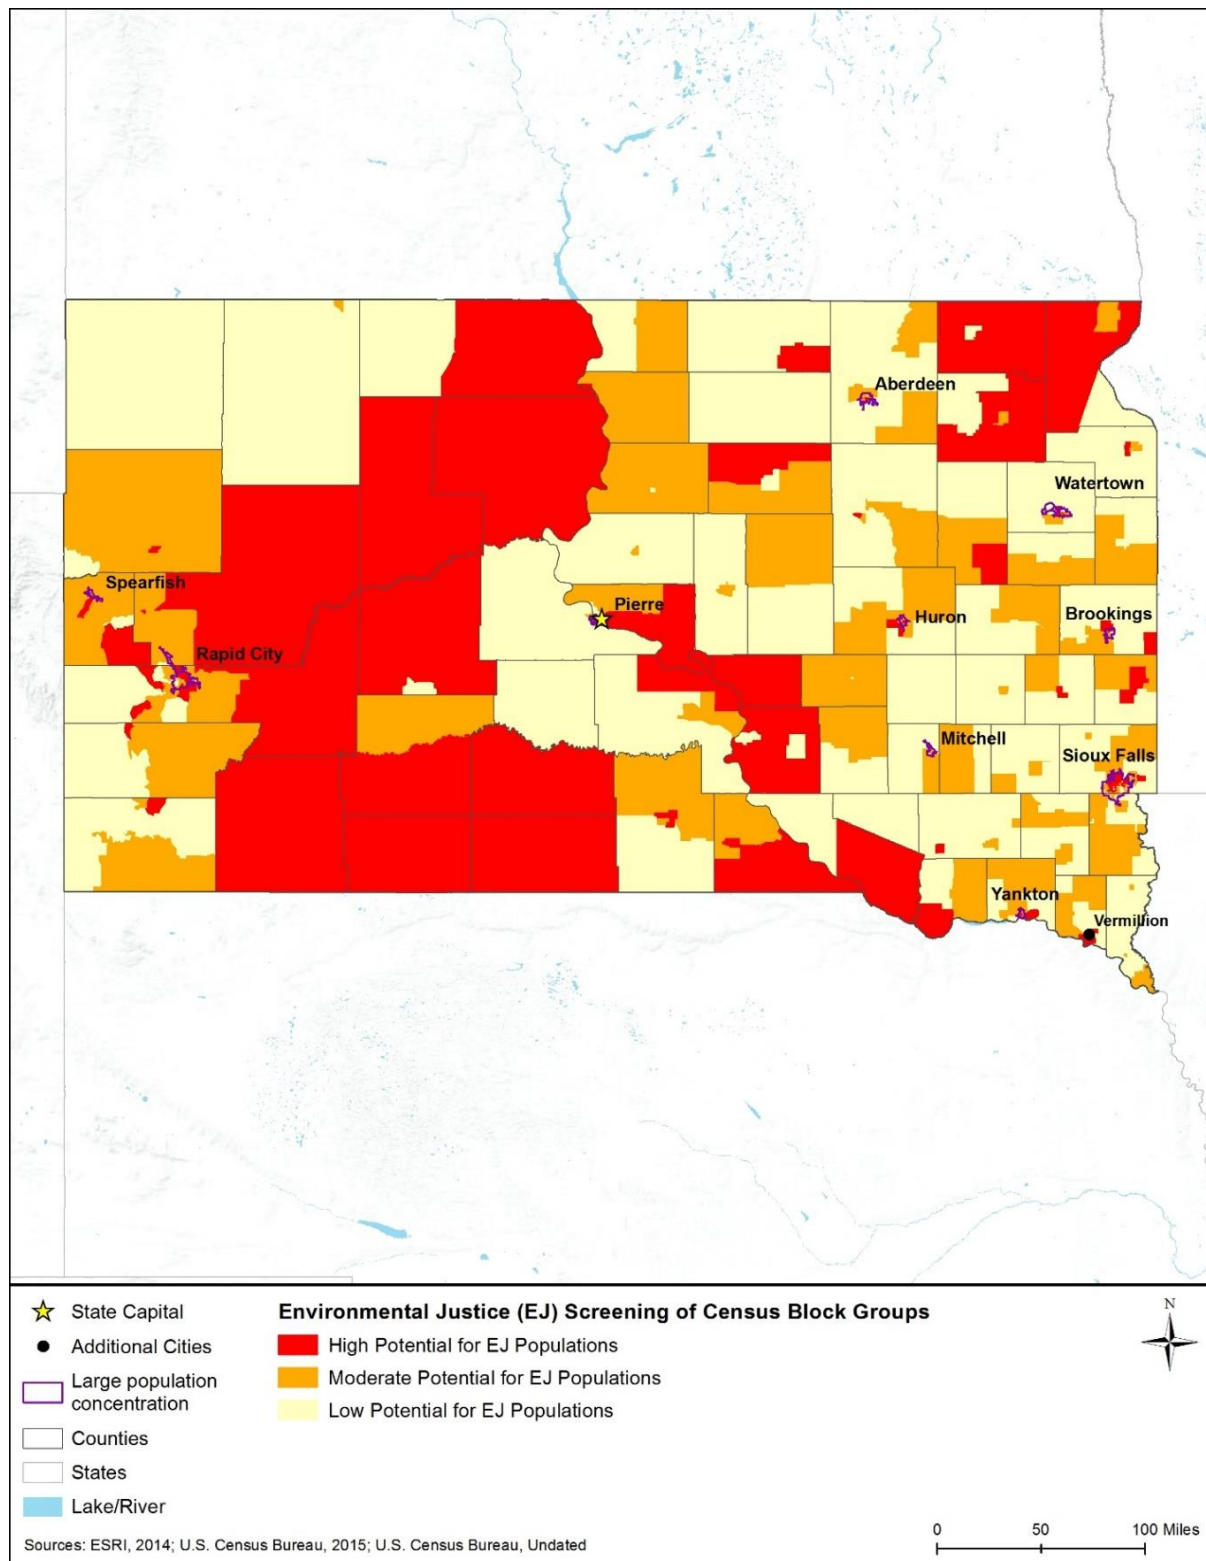 Aberdeen
Watertown
Spearfish
Pierre
Huron
Brookings
Rapid City
Mitchell
Sioux Falls
Yankton
Vermillion
State Capital
Additional Cities
Large population
concentration
Counties
States
Lake/River
Environmental Justice (EJ) Screening of Census Block Groups
High Potential for EJ Populations
Moderate Potential for EJ Populations
Low Potential for EJ Populations
N
0 50 100 Miles
Sources: ESRI, 2014; U.S. Census Bureau, 2015; U.S. Census Bureau, Undated